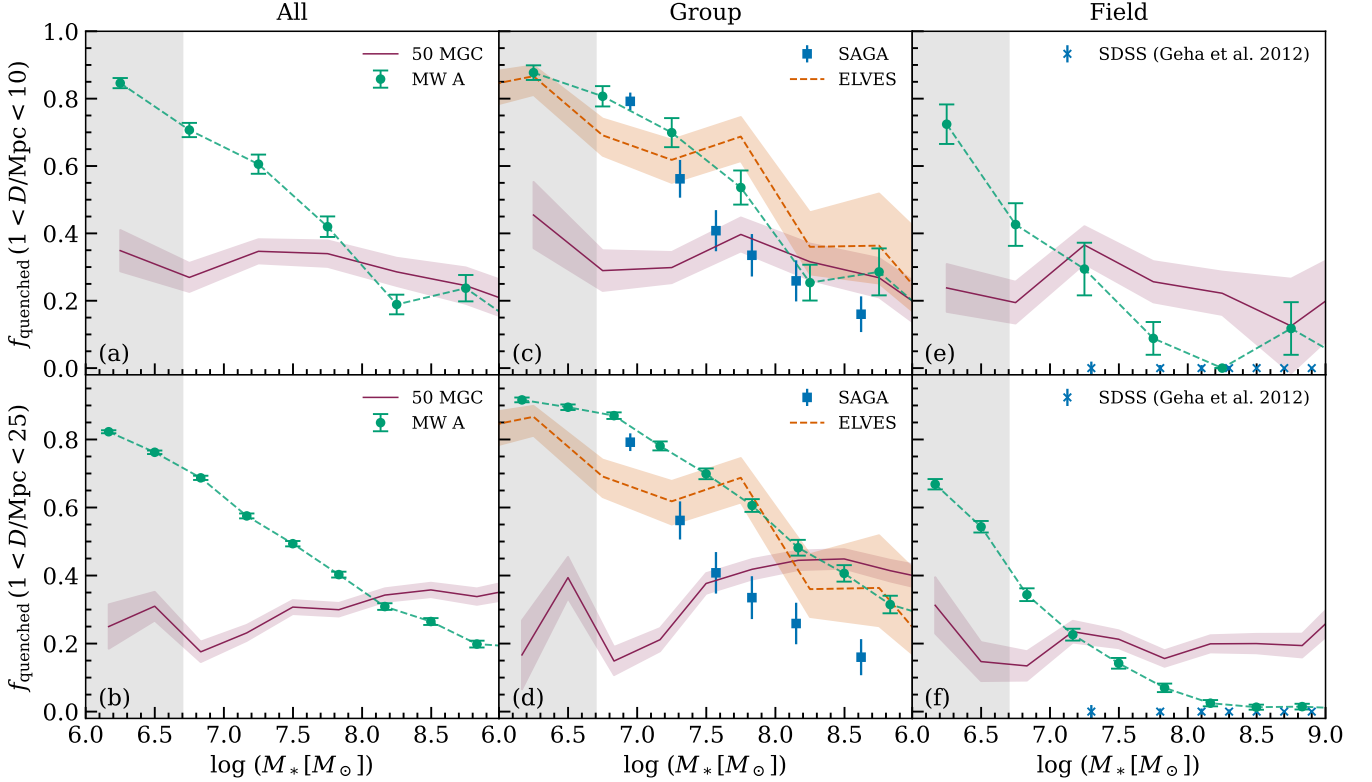 All
Group
Field
f_quenched (1 < D/Mpc < 10)
1.0
0.8
0.6
0.4
0.2
0.0
50 MGC
MW A
(a)
SAGA
ELVES
(c)
SDSS (Geha et al. 2012)
(e)
f_quenched (1 < D/Mpc < 25)
0.8
0.6
0.4
0.2
0.0
50 MGC
MW A
(b)
SAGA
ELVES
(d)
SDSS (Geha et al. 2012)
(f)
6.0 6.5 7.0 7.5 8.0 8.5 6.0 6.5 7.0 7.5 8.0 8.5 6.0 6.5 7.0 7.5 8.0 8.5 9.0
log (M_*[M_⊙])
log (M_*[M_⊙])
log (M_*[M_⊙])